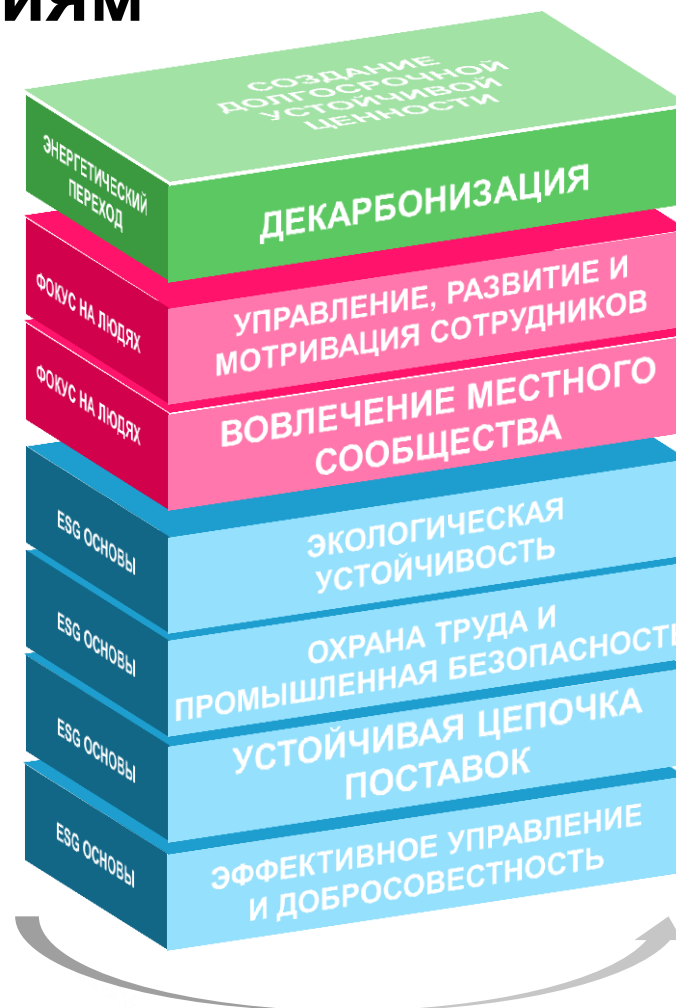 ИЯМ
СОЗДАНИЕ
ДОЛГОСРОЧНОЙ
УСТОЙЧИВОЙ
ЦЕННОСТИ
ЭНЕРГЕТИЧЕСКИЙ
ПЕРЕХОД
ДЕКАРБОНИЗАЦИЯ
ФОКУС НА ЛЮДЯХ
УПРАВЛЕНИЕ, РАЗВИТИЕ И
МОТРИВАЦИЯ СОТРУДНИКОВ
ФОКУС НА ЛЮДЯХ
ВОВЛЕЧЕНИЕ МЕСТНОГО
СООБЩЕСТВА
ESG ОСНОВЫ
ЭКОЛОГИЧЕСКАЯ
УСТОЙЧИВОСТЬ
ESG ОСНОВЫ
ОХРАНА ТРУДА И
ПРОМЫШЛЕННАЯ БЕЗОПАСНОСТЬ
ESG ОСНОВЫ
УСТОЙЧИВАЯ ЦЕПОЧКА
ПОСТАВОК
ESG ОСНОВЫ
ЭФФЕКТИВНОЕ УПРАВЛЕНИЕ
И ДОБРОСОВЕСТНОСТЬ